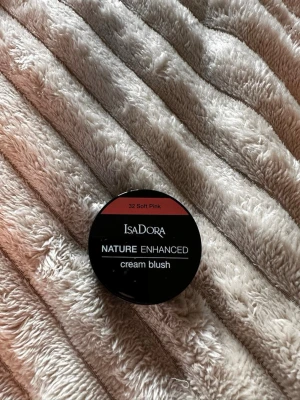 32 Soft Pink
IsaDora
NATURE ENHANCED
cream blush